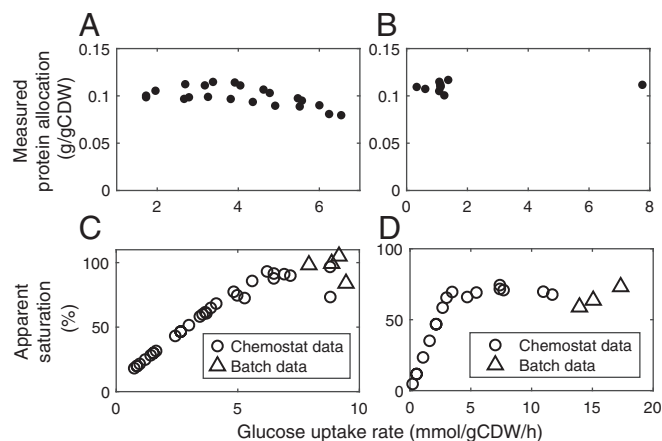 A
B
Measured
protein allocation
(g/gCDW)
0.15
0.1
0.05
0
2
4
6
0.15
0.1
0.05
0
0
2
4
6
8
C
D
Apparent
saturation
(%)
100
50
0
0
5
10
Chemostat data
Batch data
100
50
0
0
5
10
15
20
Chemostat data
Batch data
Glucose uptake rate (mmol/gCDW/h)